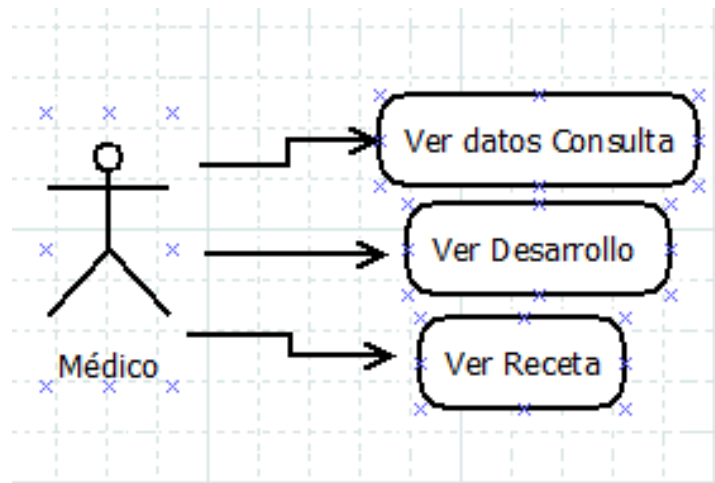 Ver datos Consulta
Ver Desarrollo
Médico
Ver Receta